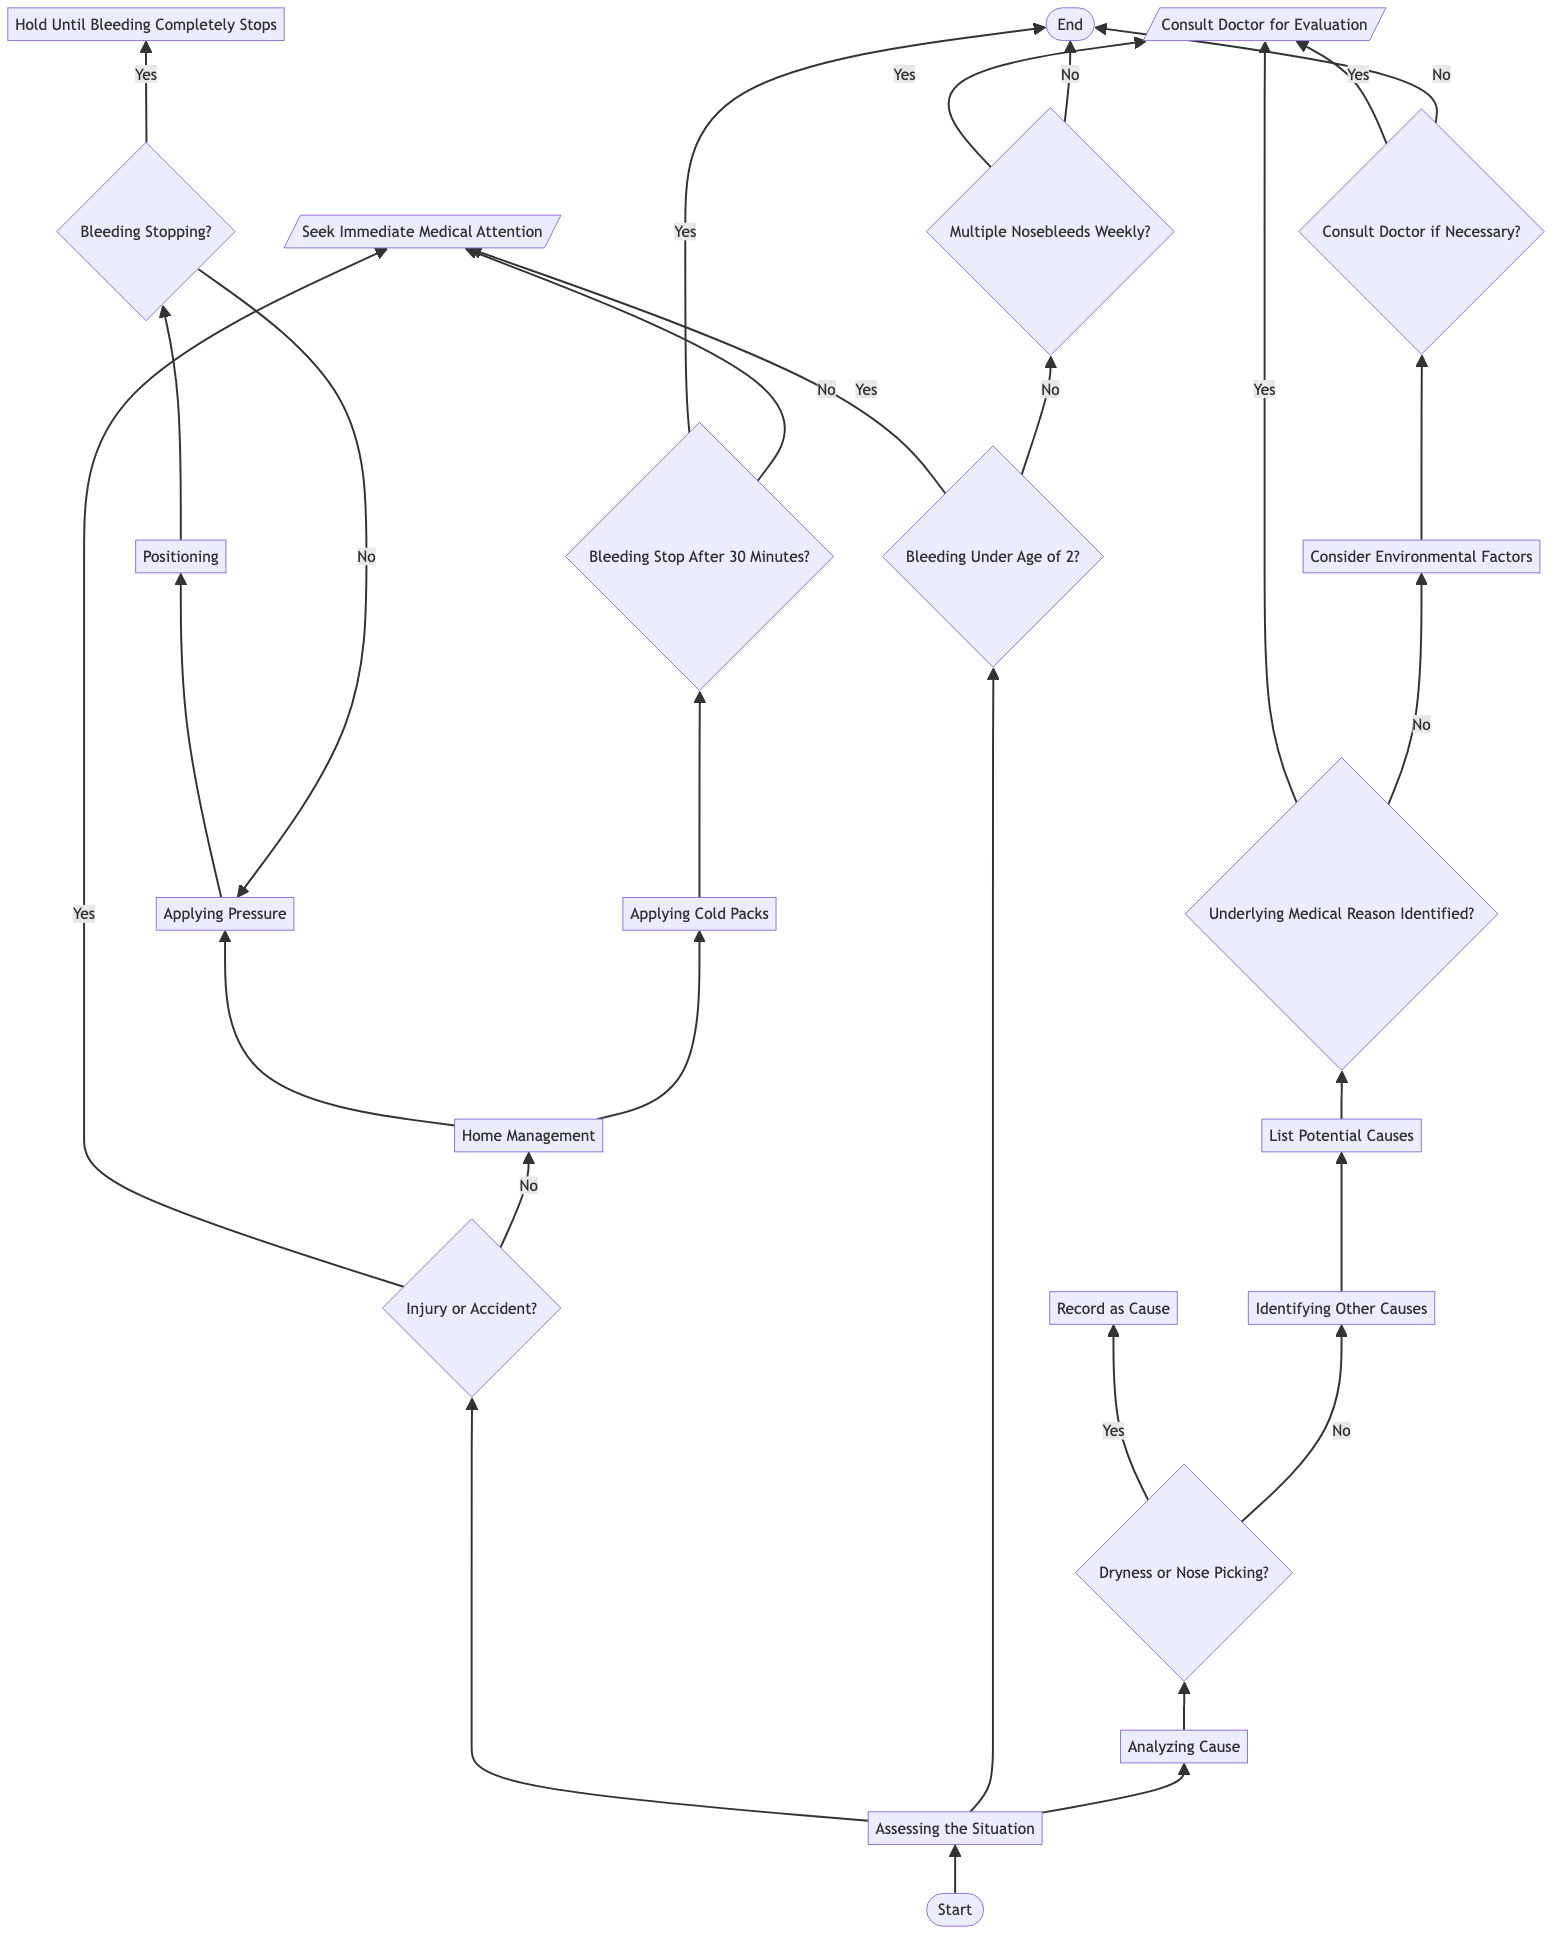 Hold Until Bleeding Completely Stops
End
Consult Doctor for Evaluation
Yes
Yes
No
Yes
No
Bleeding Stopping?
Seek Immediate Medical Attention
Yes
Multiple Nosebleeds Weekly?
Consult Doctor if Necessary?
No
Yes
No
Yes
Positioning
No
Bleeding Stop After 30 Minutes?
Bleeding Under Age of 2?
Consider Environmental Factors
No
Yes
Applying Pressure
Applying Cold Packs
Underlying Medical Reason Identified?
Home Management
List Potential Causes
No
Injury or Accident?
Record as Cause
Identifying Other Causes
Yes
No
Dryness or Nose Picking?
Analyzing Cause
Assessing the Situation
Start